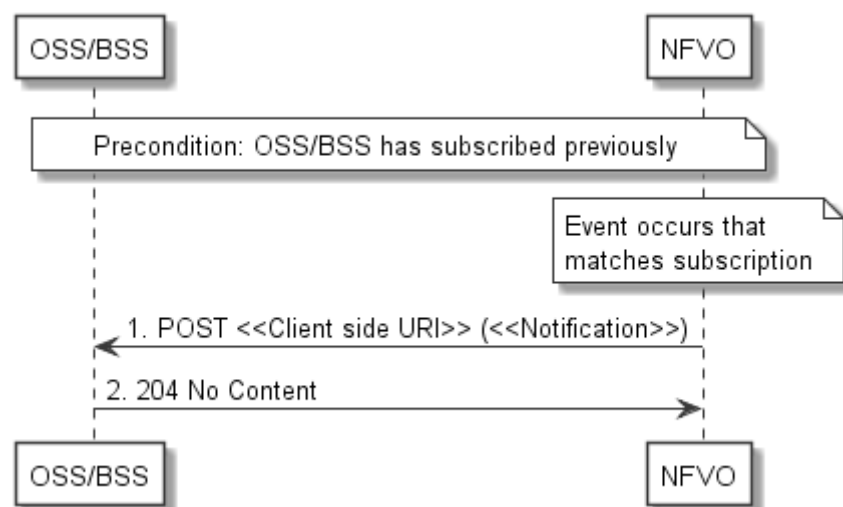 OSS/BSS
NFVO
Precondition: OSS/BSS has subscribed previously
Event occurs that
matches subscription
1. POST <<Client side URI>> (<<Notification>>)
2. 204 No Content
OSS/BSS
NFVO